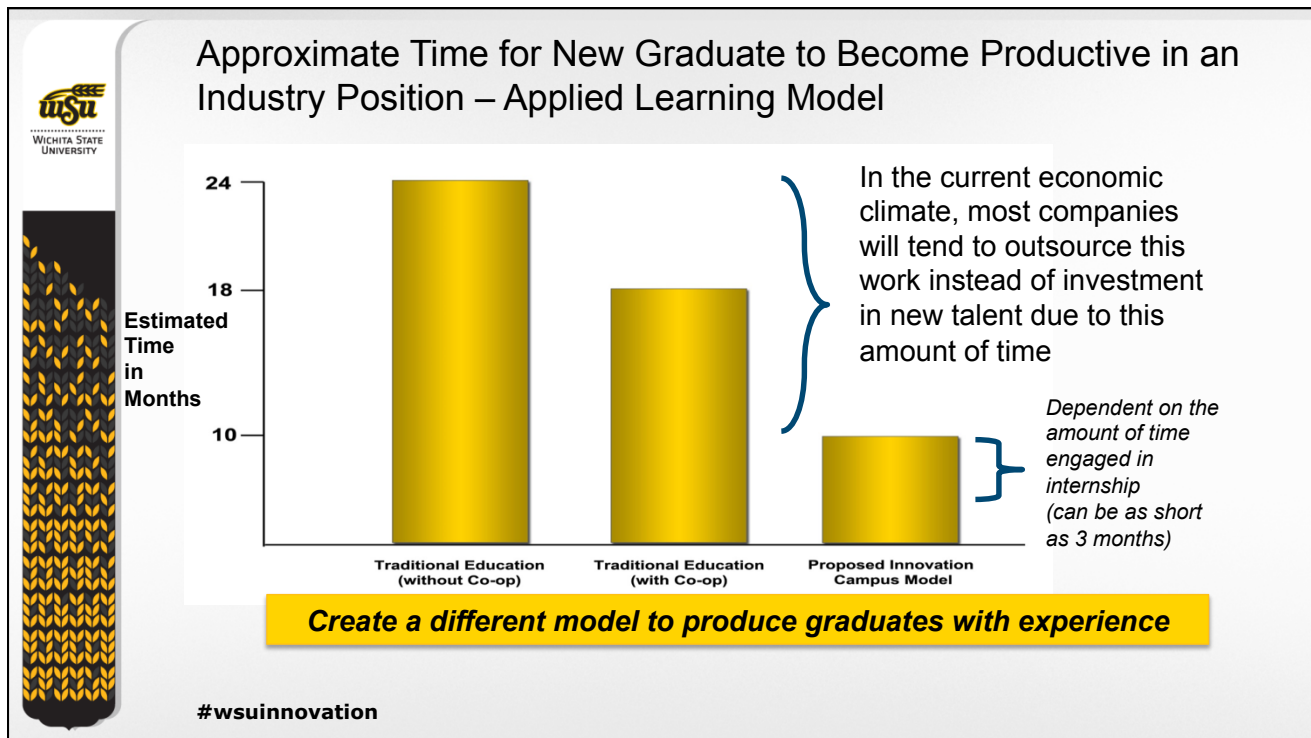 Approximate Time for New Graduate to Become Productive in an
Industry Position – Applied Learning Model
wsu
WICHITA STATE
UNIVERSITY
Estimated
Time
in
Months
24
18
10
In the current economic
climate, most companies
will tend to outsource this
work instead of investment
in new talent due to this
amount of time
Dependent on the
amount of time
engaged in
internship
(can be as short
as 3 months)
Traditional Education
(without Co-op)
Traditional Education
(with Co-op)
Proposed Innovation
Campus Model
Create a different model to produce graduates with experience
#wsuinnovation